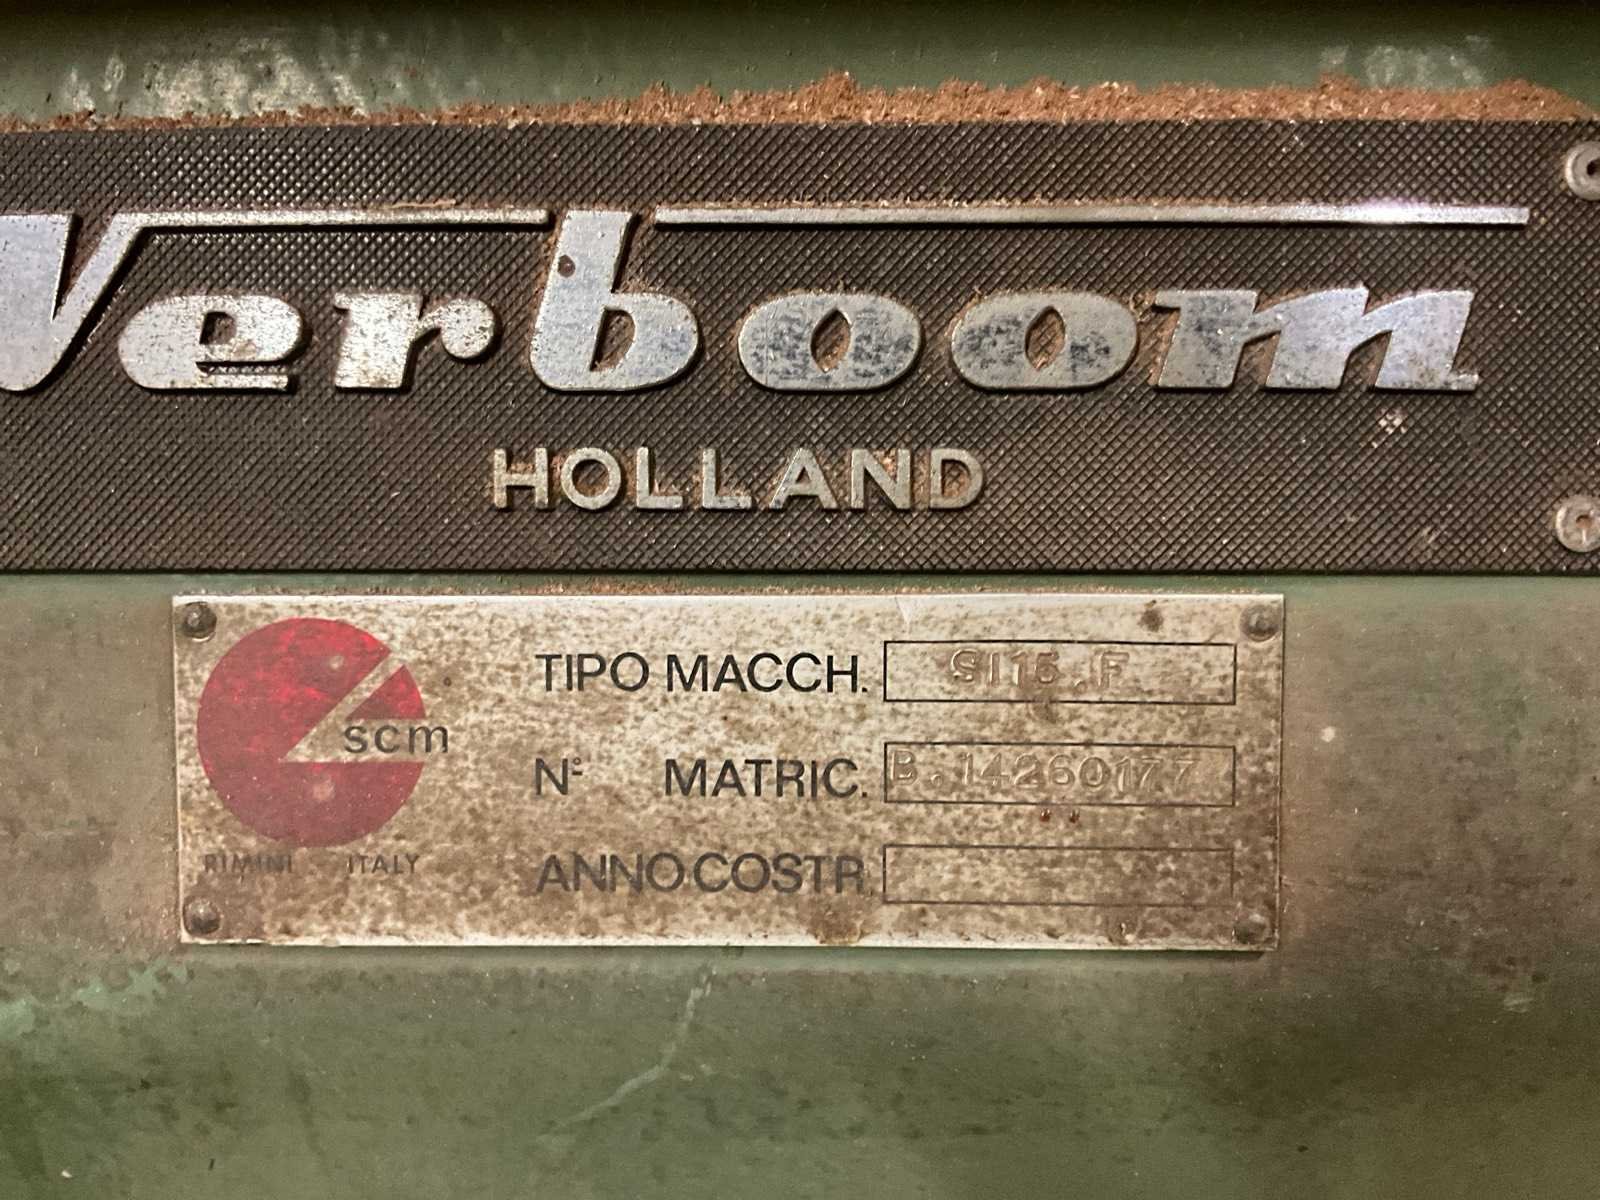 Verboom
HOLLAND
scm
RIMINI ITALY
TIPO MACCH. SI15.F
N° MATRIC. B.14260177
ANNO COSTR.